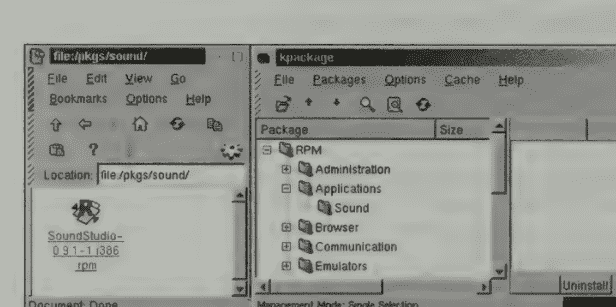 file:/pkgs/sound/
File Edit View Go
Bookmarks Options Help
?
Location: file:/pkgs/sound/
SoundStudio-
0.9.1-1.i386
rpm
Document: Done
kpackage
File Packages Options Cache Help
Package Size
RPM
Administration
Applications
Sound
Browser
Communication
Emulators
Uninstall
Management Mode: Single Selection